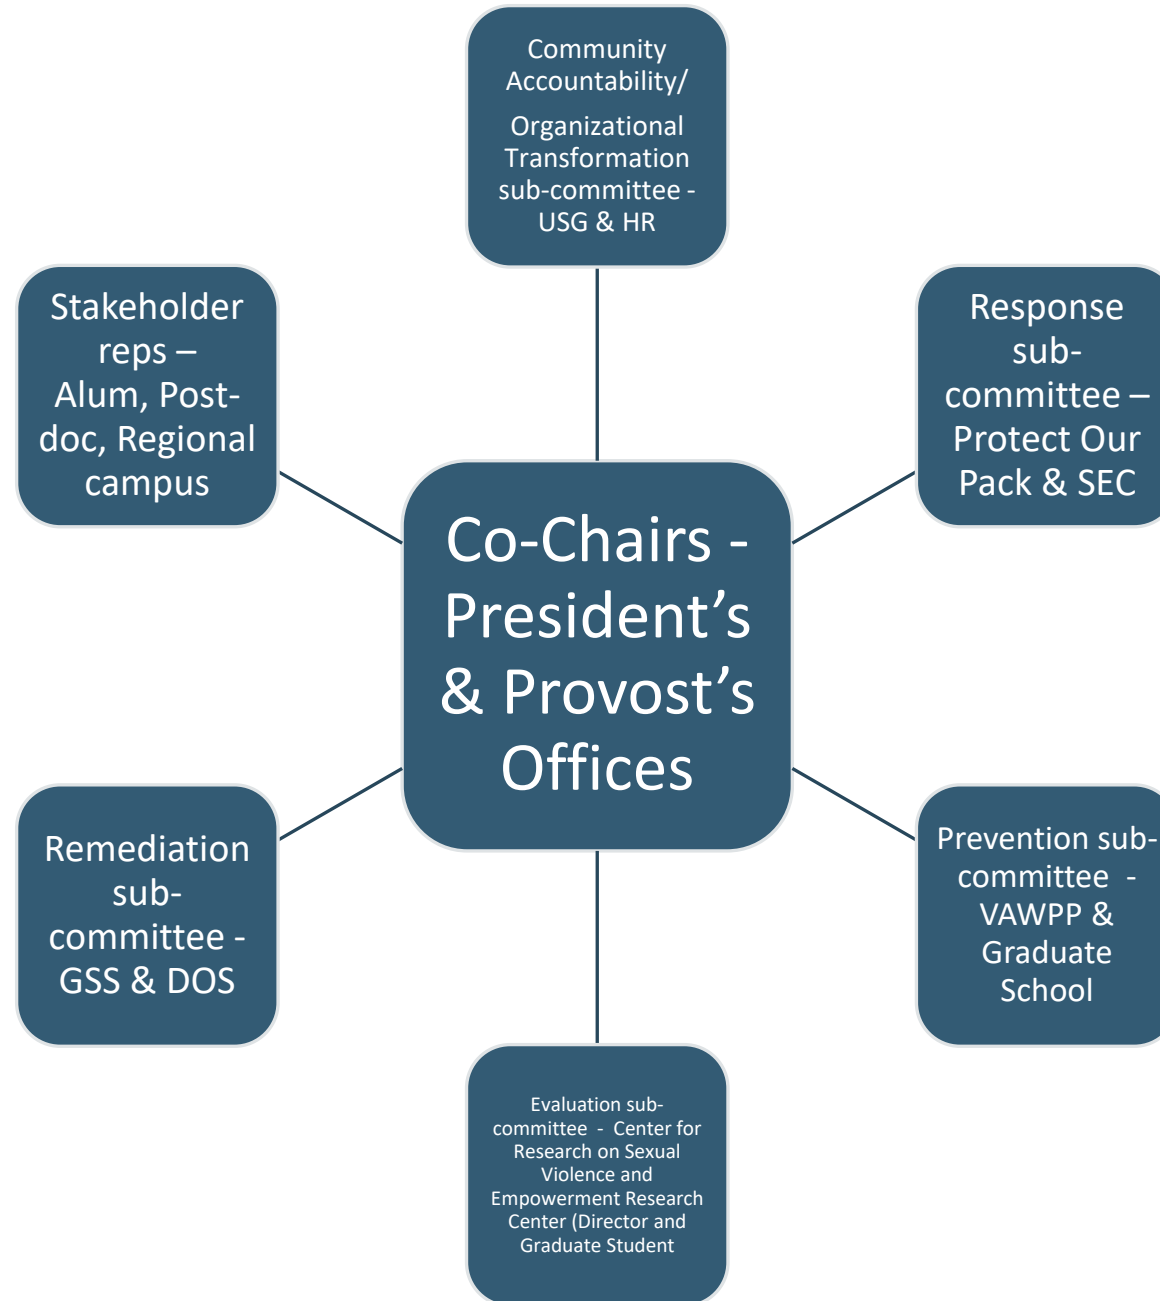 Community
Accountability/
Organizational
Transformation
sub-committee -
USG & HR
Stakeholder
reps –
Alum, Post-
doc, Regional
campus
Response
sub-
committee –
Protect Our
Pack & SEC
Co-Chairs -
President’s
& Provost’s
Offices
Remediation
sub-
committee -
GSS & DOS
Prevention sub-
committee  -
VAWPP &
Graduate
School
Evaluation sub-
committee  -  Center for
Research on Sexual
Violence and
Empowerment Research
Center (Director and
Graduate Student